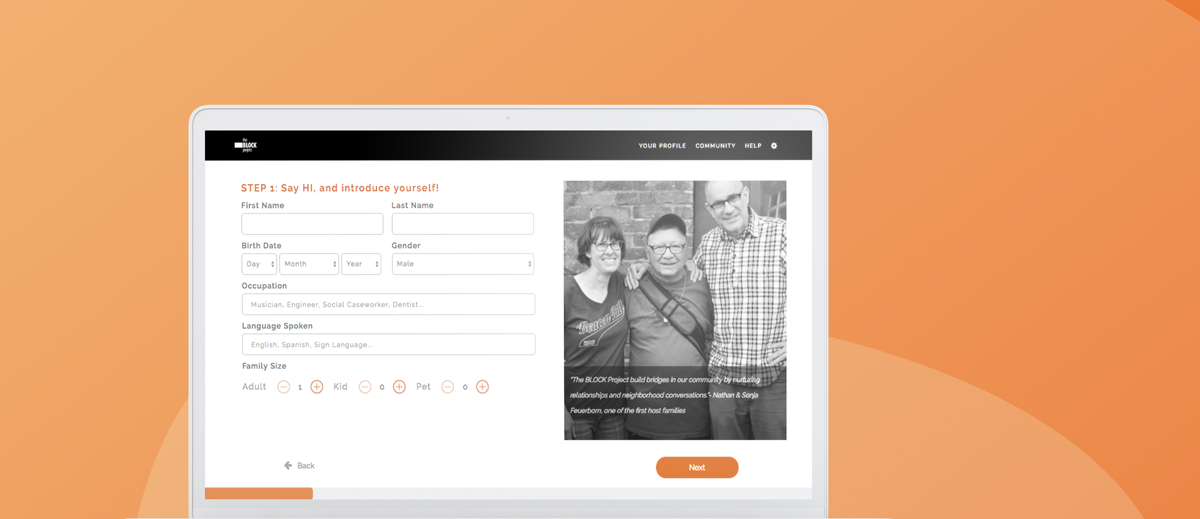 the
BLOCK
project
YOUR PROFILE COMMUNITY HELP
STEP 1: Say HI, and introduce yourself!
First Name Last Name
Birth Date Gender
Day Month Year Male
Occupation
Musician, Engineer, Social Caseworker, Dentist...
Language Spoken
English, Spanish, Sign Language...
Family Size
Adult 1 Kid 0 Pet 0
"The BLOCK Project build bridges in our community by nurturing
relationships and neighborhood conversations."- Nathan & Sonja
Feuerborn, one of the first host families
Back Next